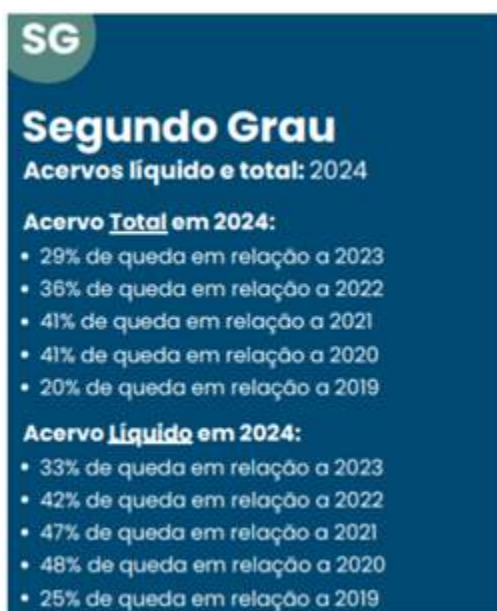 SG
Segundo Grau
Acervos líquido e total: 2024
Acervo Total em 2024:
• 29% de queda em relação a 2023
• 36% de queda em relação a 2022
• 41% de queda em relação a 2021
• 41% de queda em relação a 2020
• 20% de queda em relação a 2019
Acervo Líquido em 2024:
• 33% de queda em relação a 2023
• 42% de queda em relação a 2022
• 47% de queda em relação a 2021
• 48% de queda em relação a 2020
• 25% de queda em relação a 2019